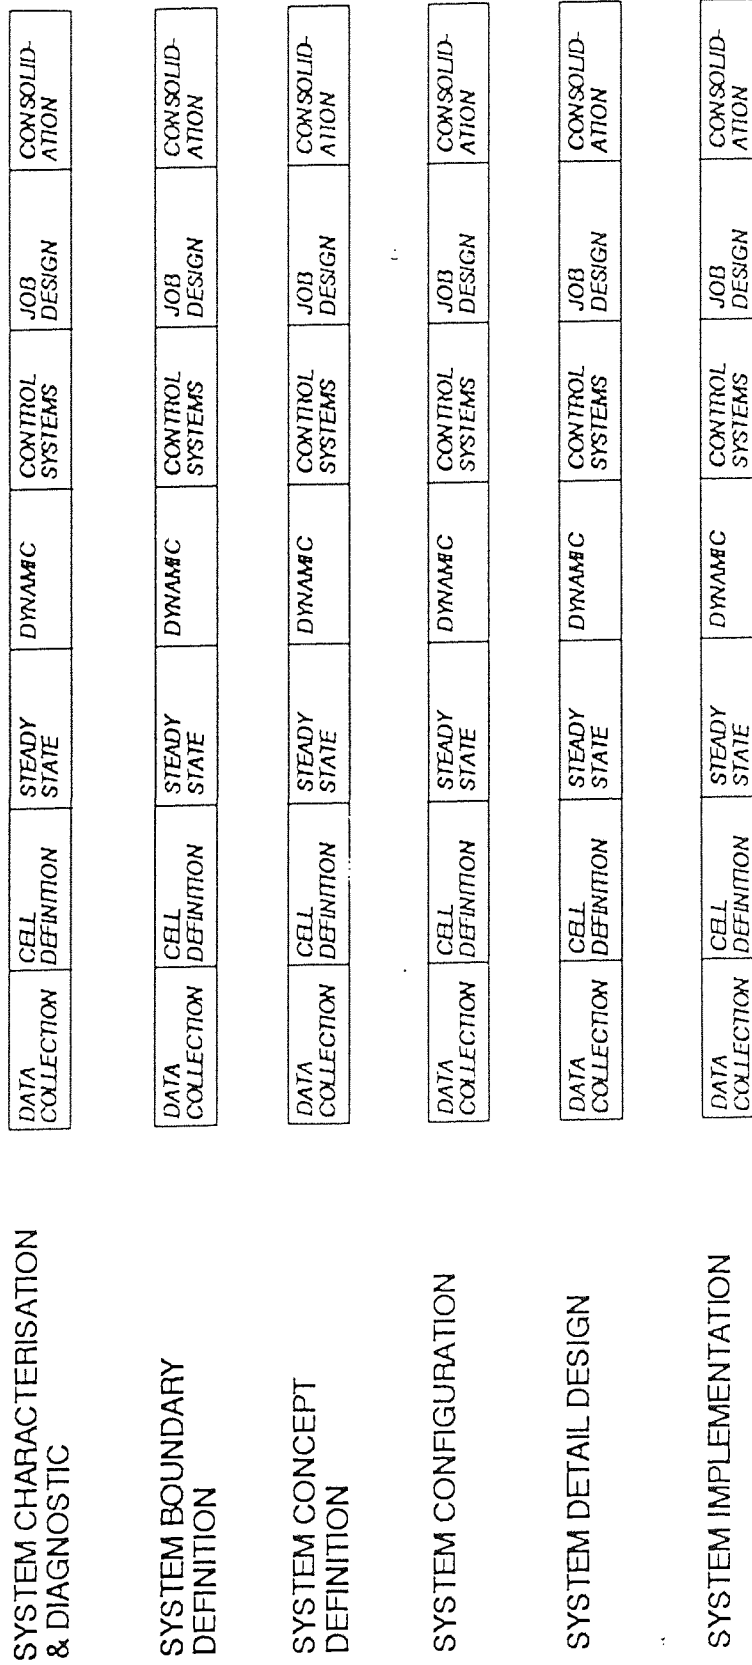 SYSTEM CHARACTERISATION
& DIAGNOSTIC
DATA
COLLECTION
CELL
DEFINITION
STEADY
STATE
DYNAMIC
CONTROL
SYSTEMS
JOB
DESIGN
CONSOLID-
ATION
SYSTEM BOUNDARY
DEFINITION
DATA
COLLECTION
CELL
DEFINITION
STEADY
STATE
DYNAMIC
CONTROL
SYSTEMS
JOB
DESIGN
CONSOLID-
ATION
SYSTEM CONCEPT
DEFINITION
DATA
COLLECTION
CELL
DEFINITION
STEADY
STATE
DYNAMIC
CONTROL
SYSTEMS
JOB
DESIGN
CONSOLID-
ATION
SYSTEM CONFIGURATION
DATA
COLLECTION
CELL
DEFINITION
STEADY
STATE
DYNAMIC
CONTROL
SYSTEMS
JOB
DESIGN
CONSOLID-
ATION
SYSTEM DETAIL DESIGN
DATA
COLLECTION
CELL
DEFINITION
STEADY
STATE
DYNAMIC
CONTROL
SYSTEMS
JOB
DESIGN
CONSOLID-
ATION
SYSTEM IMPLEMENTATION
DATA
COLLECTION
CELL
DEFINITION
STEADY
STATE
DYNAMIC
CONTROL
SYSTEMS
JOB
DESIGN
CONSOLID-
ATION